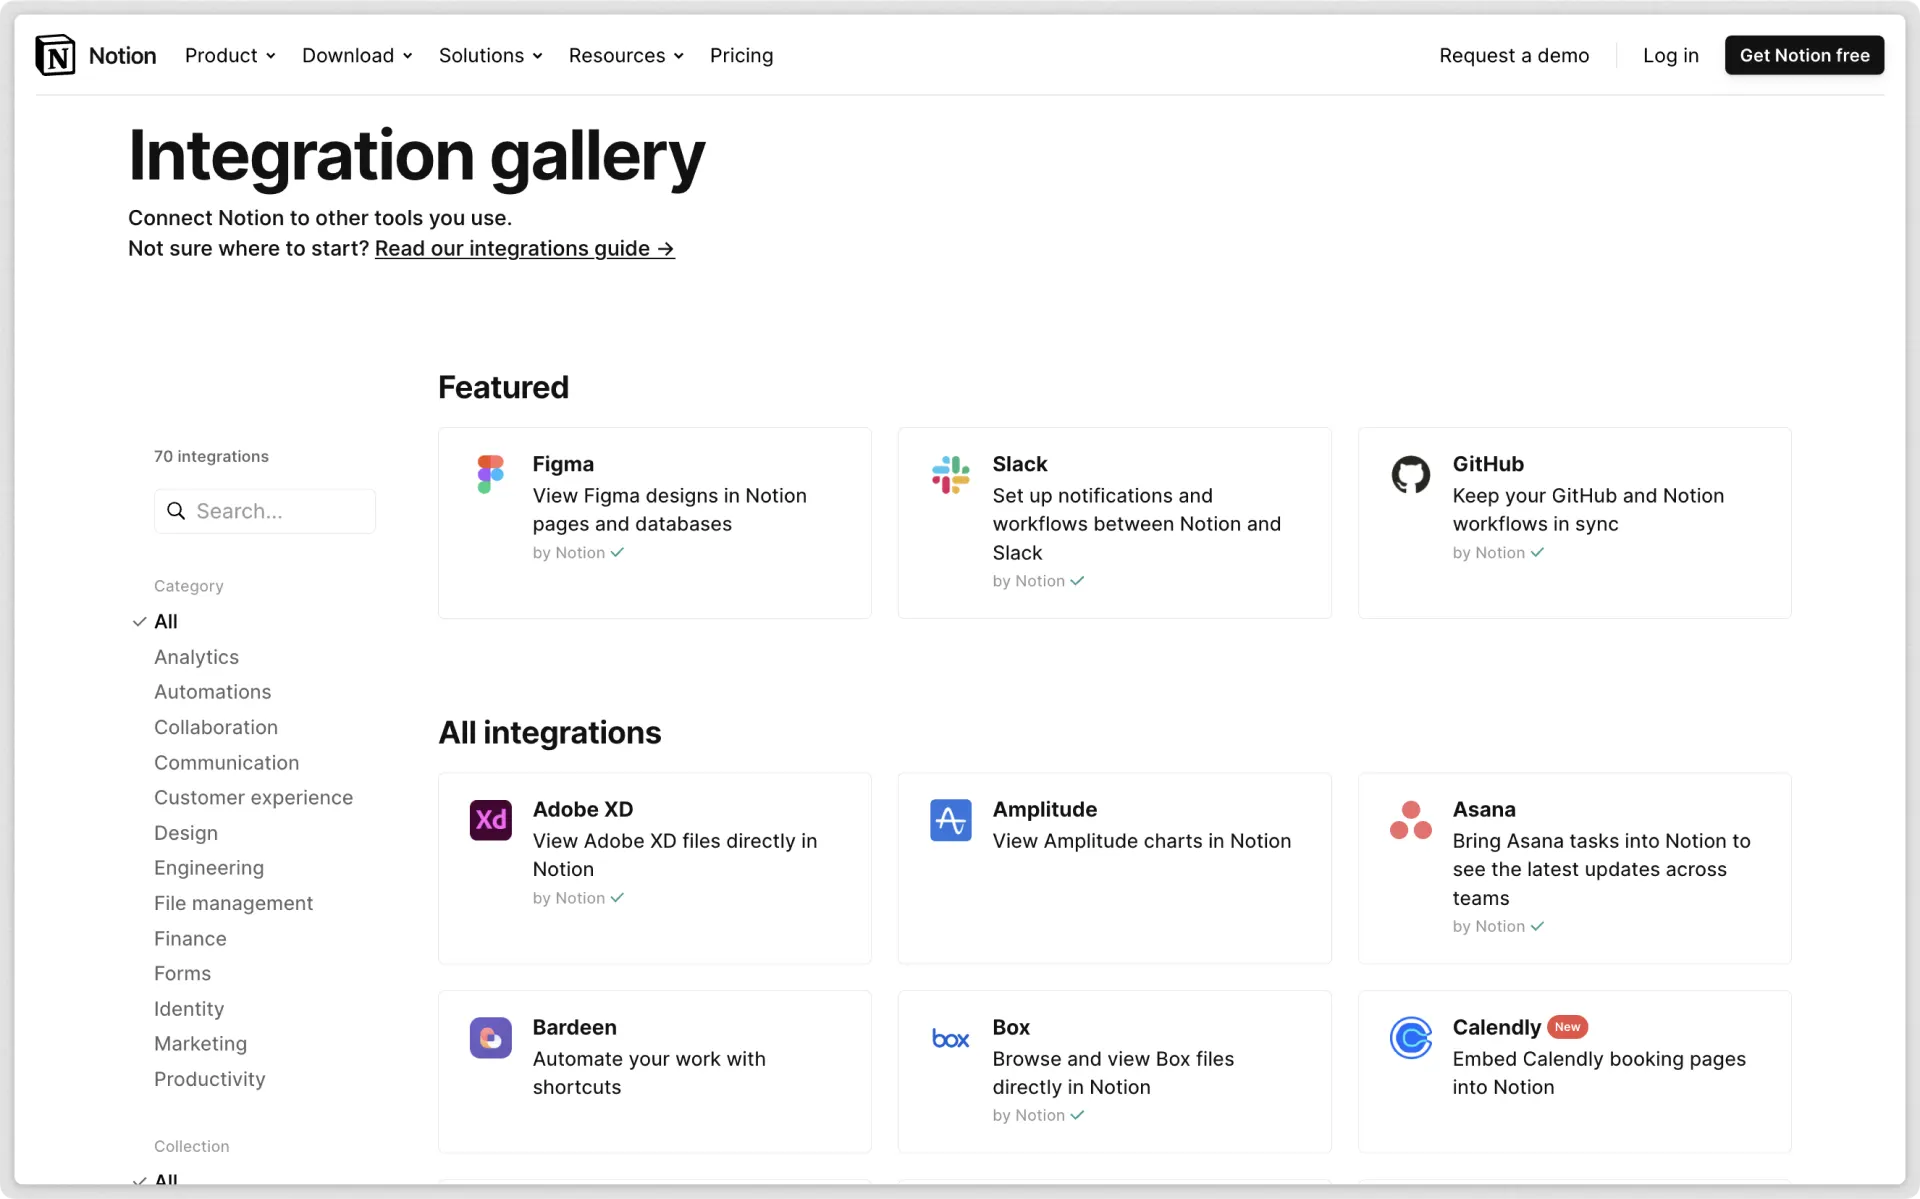 Notion
Product
Download
Solutions
Resources
Pricing
Request a demo
Log in
Get Notion free
Integration gallery
Connect Notion to other tools you use.
Not sure where to start? Read our integrations guide →
70 integrations
Search...
Category
All
Analytics
Automations
Collaboration
Communication
Customer experience
Design
Engineering
File management
Finance
Forms
Identity
Marketing
Productivity
Collection
All
Featured
Figma
View Figma designs in Notion
pages and databases
by Notion
Slack
Set up notifications and
workflows between Notion and
Slack
by Notion
GitHub
Keep your GitHub and Notion
workflows in sync
by Notion
All integrations
Xd
Adobe XD
View Adobe XD files directly in
Notion
by Notion
Amplitude
View Amplitude charts in Notion
Asana
Bring Asana tasks into Notion to
see the latest updates across
teams
by Notion
Bardeen
Automate your work with
shortcuts
box
Box
Browse and view Box files
directly in Notion
by Notion
Calendly New
Embed Calendly booking pages
into Notion